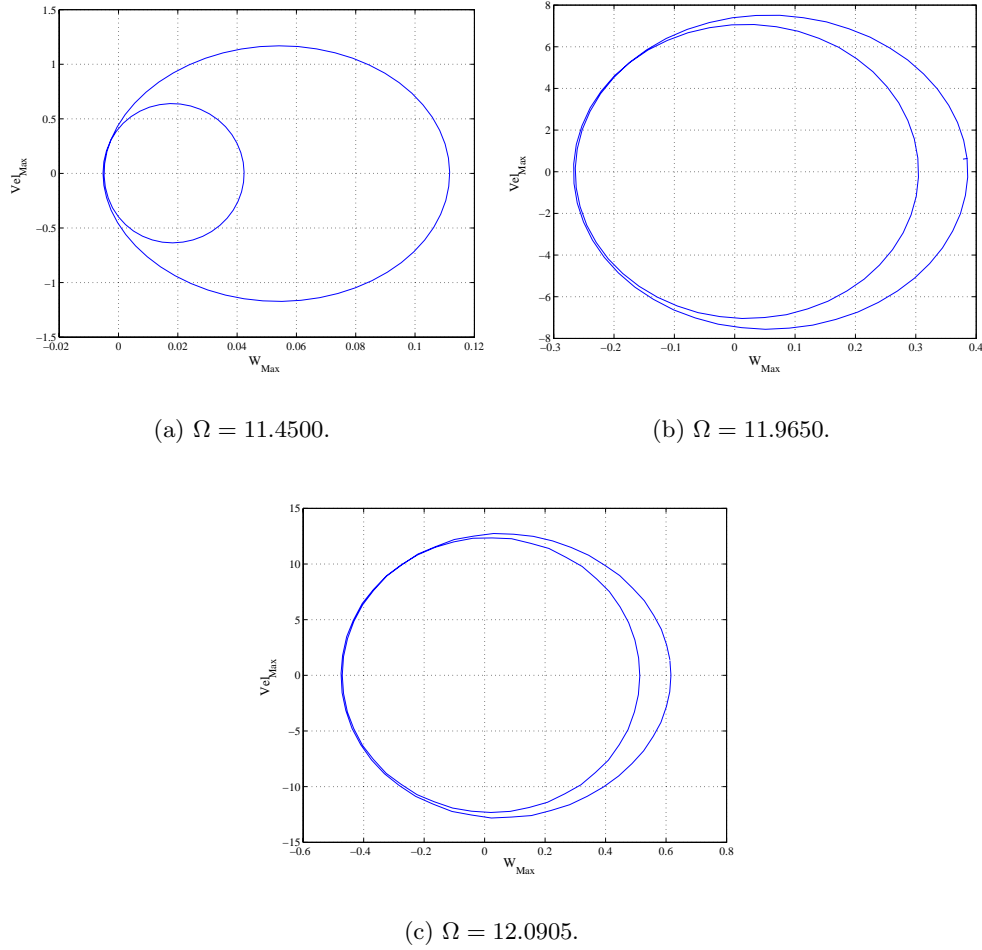 1.5
1
0.5
0
−0.5
−1
−1.5
Vel_Max
−0.02 0 0.02 0.04 0.06 0.08 0.1 0.12
W_Max
8
6
4
2
0
−2
−4
−6
−8
Vel_Max
−0.3 −0.2 −0.1 0 0.1 0.2 0.3 0.4
W_Max
(a) Ω = 11.4500.
(b) Ω = 11.9650.
15
10
5
0
−5
−10
−15
Vel_Max
−0.6 −0.4 −0.2 0 0.2 0.4 0.6 0.8
W_Max
(c) Ω = 12.0905.